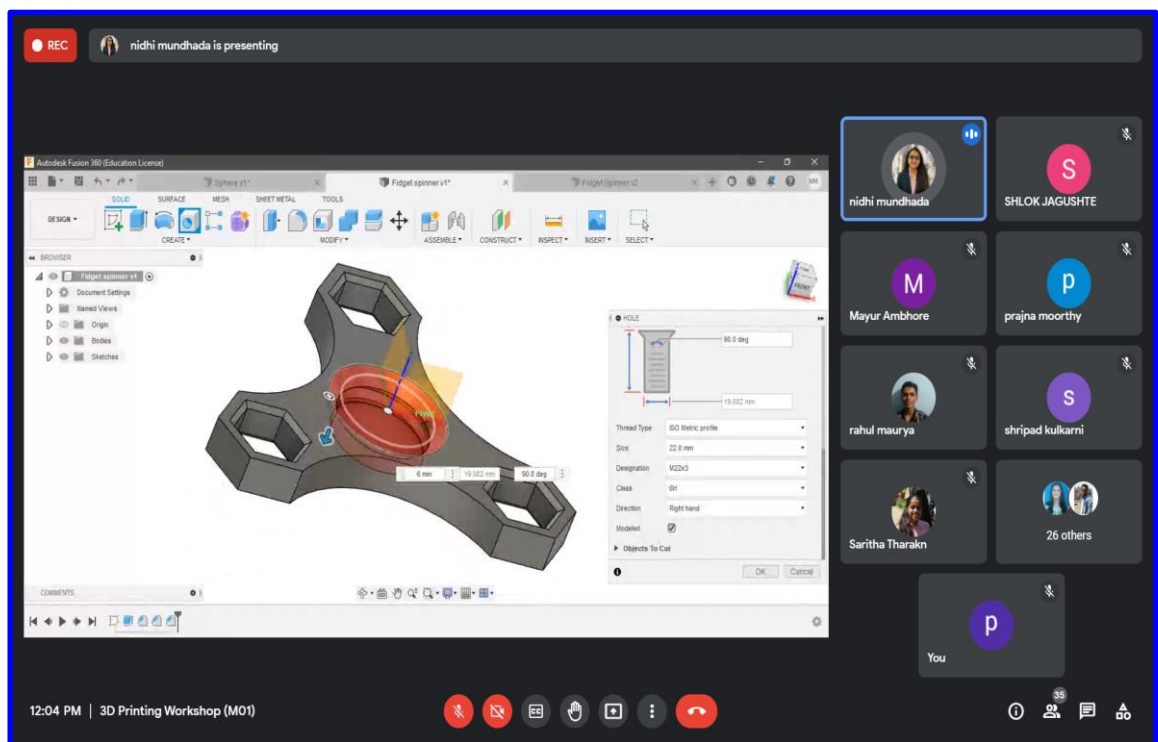 REC
nidhi mundhada is presenting
Autodesk Fusion 360 (Education License)
Sphere v1*
Fidget spinner v1*
Fidget Spinner v2
NM
SOLID SURFACE MESH SHEET METAL TOOLS
DESIGN
CREATE MODIFY ASSEMBLE CONSTRUCT INSPECT INSERT SELECT
BROWSER
Fidget spinner v1
Document Settings
Named Views
Origin
Bodies
Sketches
FRONT
6 mm 19.082 mm 90.0 deg
HOLE
90.0 deg
19.082 mm
Thread Type ISO Metric profile
Size 22.0 mm
Designation M22x3
Class 6H
Direction Right hand
Modeled
Objects To Cut
OK Cancel
COMMENTS
nidhi mundhada
S
SHLOK JAGUSHTE
M
Mayur Ambhore
p
prajna moorthy
rahul maurya
s
shripad kulkarni
Saritha Tharakn
26 others
p
You
12:04 PM | 3D Printing Workshop (M01)
CC
35